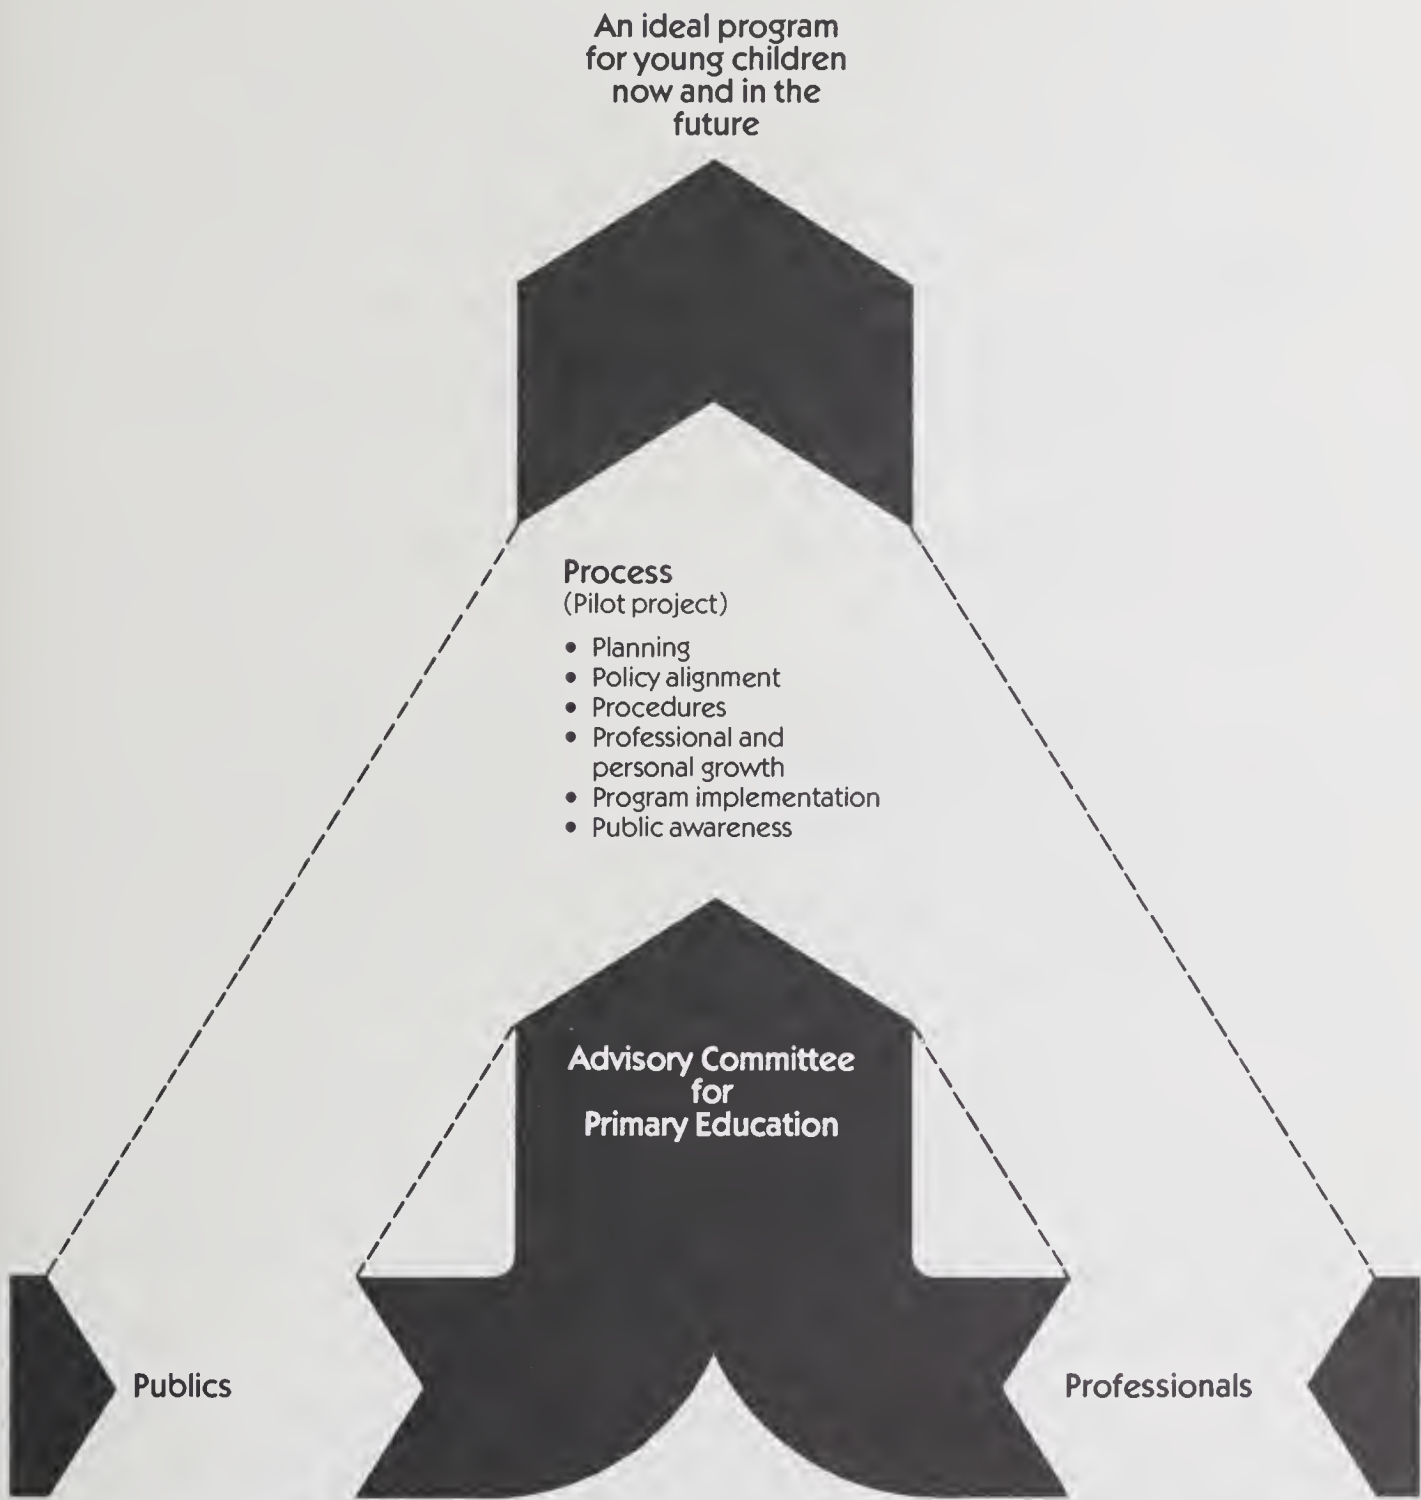 An ideal program
for young children
now and in the
future
Process
(Pilot project)
• Planning
• Policy alignment
• Procedures
• Professional and
personal growth
• Program implementation
• Public awareness
Advisory Committee
for
Primary Education
Publics
Professionals